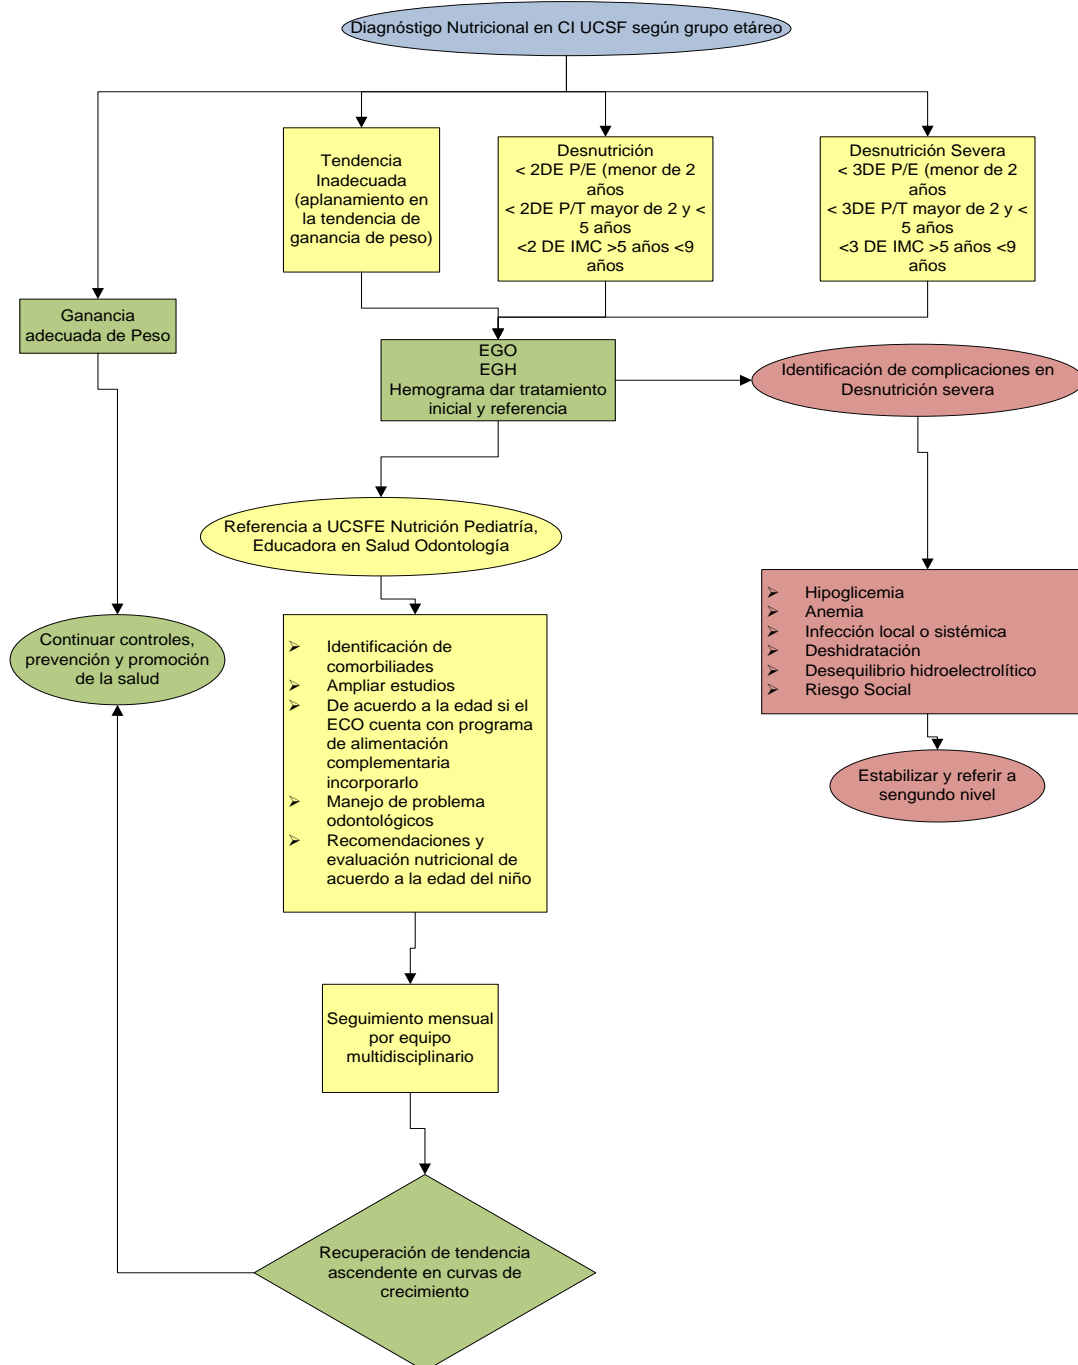 Diagnóstigo Nutricional en CI UCSF según grupo etáreo
Tendencia
Inadecuada
(aplanamiento en
la tendencia de
ganancia de peso)
Desnutrición
< 2DE P/E (menor de 2
años
< 2DE P/T mayor de 2 y <
5 años
<2 DE IMC >5 años <9
años
Desnutrición Severa
< 3DE P/E (menor de 2
años
< 3DE P/T mayor de 2 y <
5 años
<3 DE IMC >5 años <9
años
Ganancia
adecuada de Peso
EGO
EGH
Hemograma dar tratamiento
inicial y referencia
Identificación de complicaciones en
Desnutrición severa
Referencia a UCSFE Nutrición Pediatría,
Educadora en Salud Odontología
Continuar controles,
prevención y promoción
de la salud
➢ Identificación de
comorbiliades
➢ Ampliar estudios
➢ De acuerdo a la edad si el
ECO cuenta con programa
de alimentación
complementaria
incorporarlo
➢ Manejo de problema
odontológicos
➢ Recomendaciones y
evaluación nutricional de
acuerdo a la edad del niño
➢ Hipoglicemia
➢ Anemia
➢ Infección local o sistémica
➢ Deshidratación
➢ Desequilibrio hidroelectrolítico
➢ Riesgo Social
Estabilizar y referir a
sengundo nivel
Seguimiento mensual
por equipo
multidisciplinario
Recuperación de tendencia
ascendente en curvas de
crecimiento